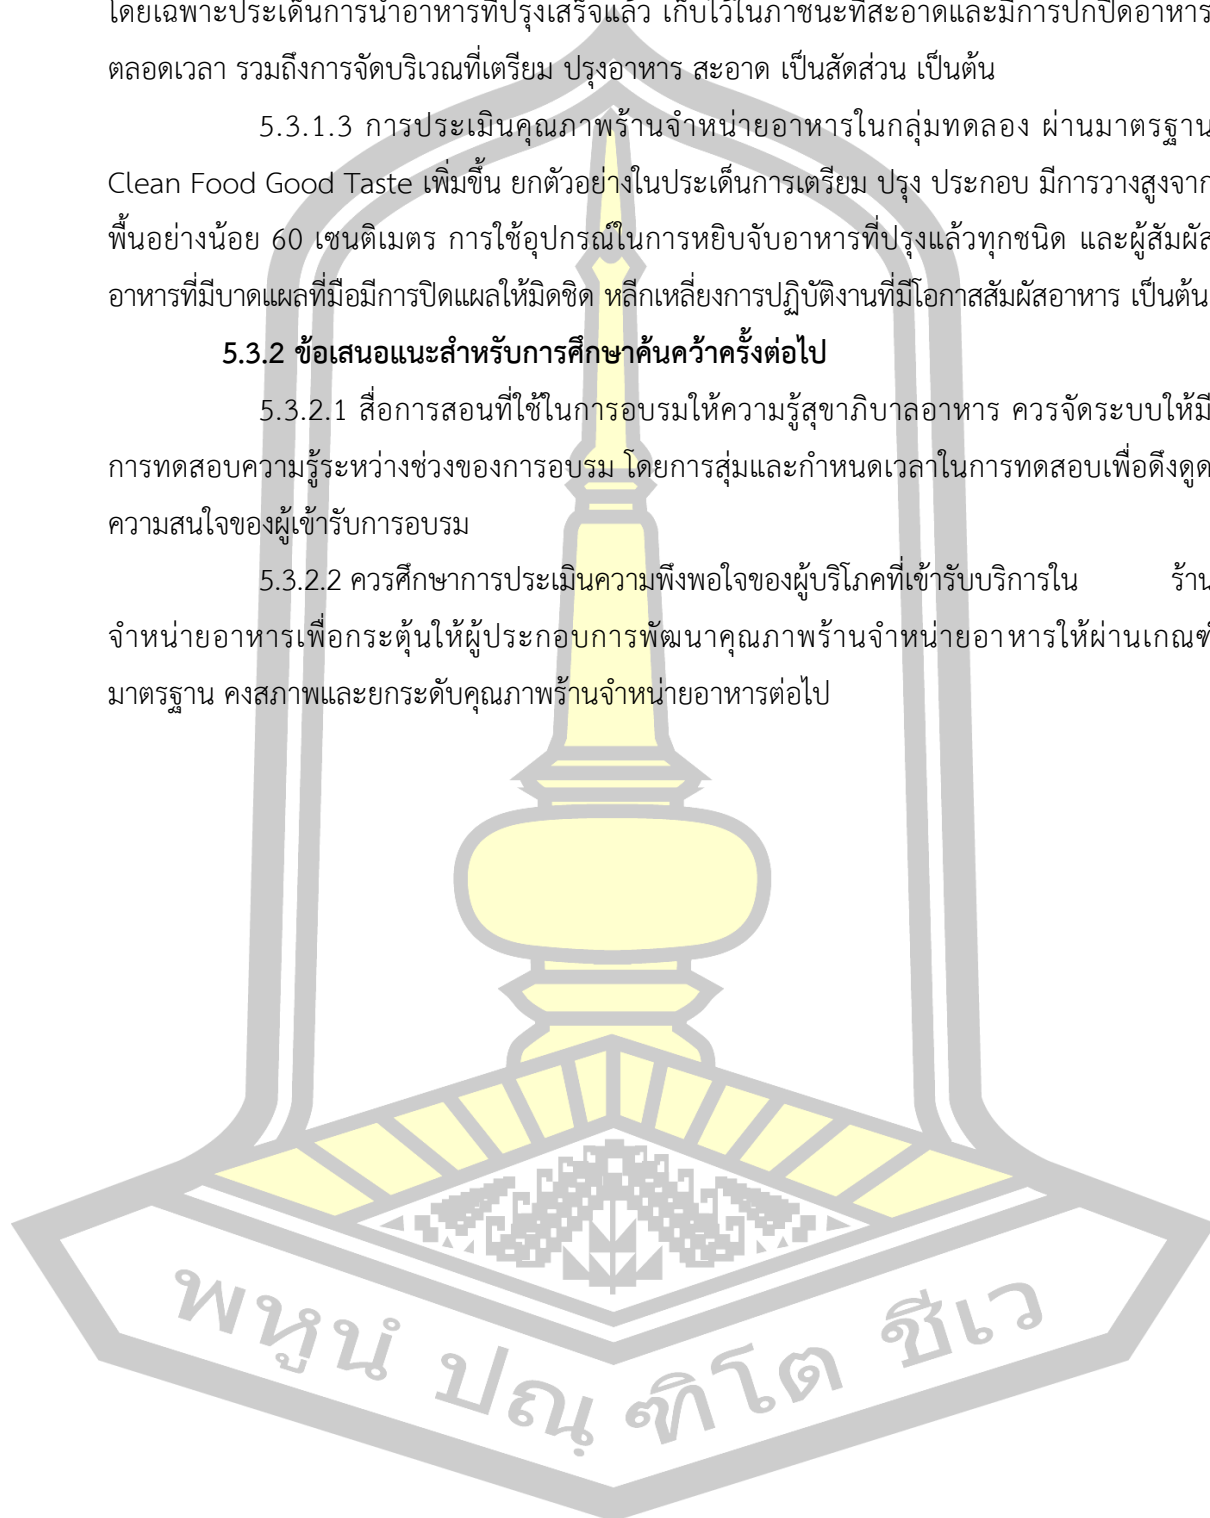 โดยเฉพาะประเด็นการนำอาหารที่ปรุงเสร็จแล้ว เก็บไว้ในภาชนะที่สะอาดและมีการปกปิดอาหาร
ตลอดเวลา รวมถึงการจัดบริเวณที่เตรียม ปรุงอาหาร สะอาด เป็นสัดส่วน เป็นต้น
5.3.1.3 การประเมินคุณภาพร้านจำหน่ายอาหารในกลุ่มทดลอง ผ่านมาตรฐาน
Clean Food Good Taste เพิ่มขึ้น ยกตัวอย่างในประเด็นการเตรียม ปรุง ประกอบ มีการวางสูงจาก
พื้นอย่างน้อย 60 เซนติเมตร การใช้อุปกรณ์ในการหยิบจับอาหารที่ปรุงแล้วทุกชนิด และผู้สัมผัส
อาหารที่มีบาดแผลที่มือมีการปิดแผลให้มิดชิด หลีกเหลี่ยงการปฏิบัติงานที่มีโอกาสสัมผัสอาหาร เป็นต้น
5.3.2 ข้อเสนอแนะสำหรับการศึกษาค้นคว้าครั้งต่อไป
5.3.2.1 สื่อการสอนที่ใช้ในการอบรมให้ความรู้สุขาภิบาลอาหาร ควรจัดระบบให้มี
การทดสอบความรู้ระหว่างช่วงของการอบรม โดยการสุ่มและกำหนดเวลาในการทดสอบเพื่อดึงดูด
ความสนใจของผู้เข้ารับการอบรม
5.3.2.2 ควรศึกษาการประเมินความพึงพอใจของผู้บริโภคที่เข้ารับบริการใน ร้าน
จำหน่ายอาหารเพื่อกระตุ้นให้ผู้ประกอบการพัฒนาคุณภาพร้านจำหน่ายอาหารให้ผ่านเกณฑ์
มาตรฐาน คงสภาพและยกระดับคุณภาพร้านจำหน่ายอาหารต่อไป
พหูนํ ปณฺฑิโต ชีเว